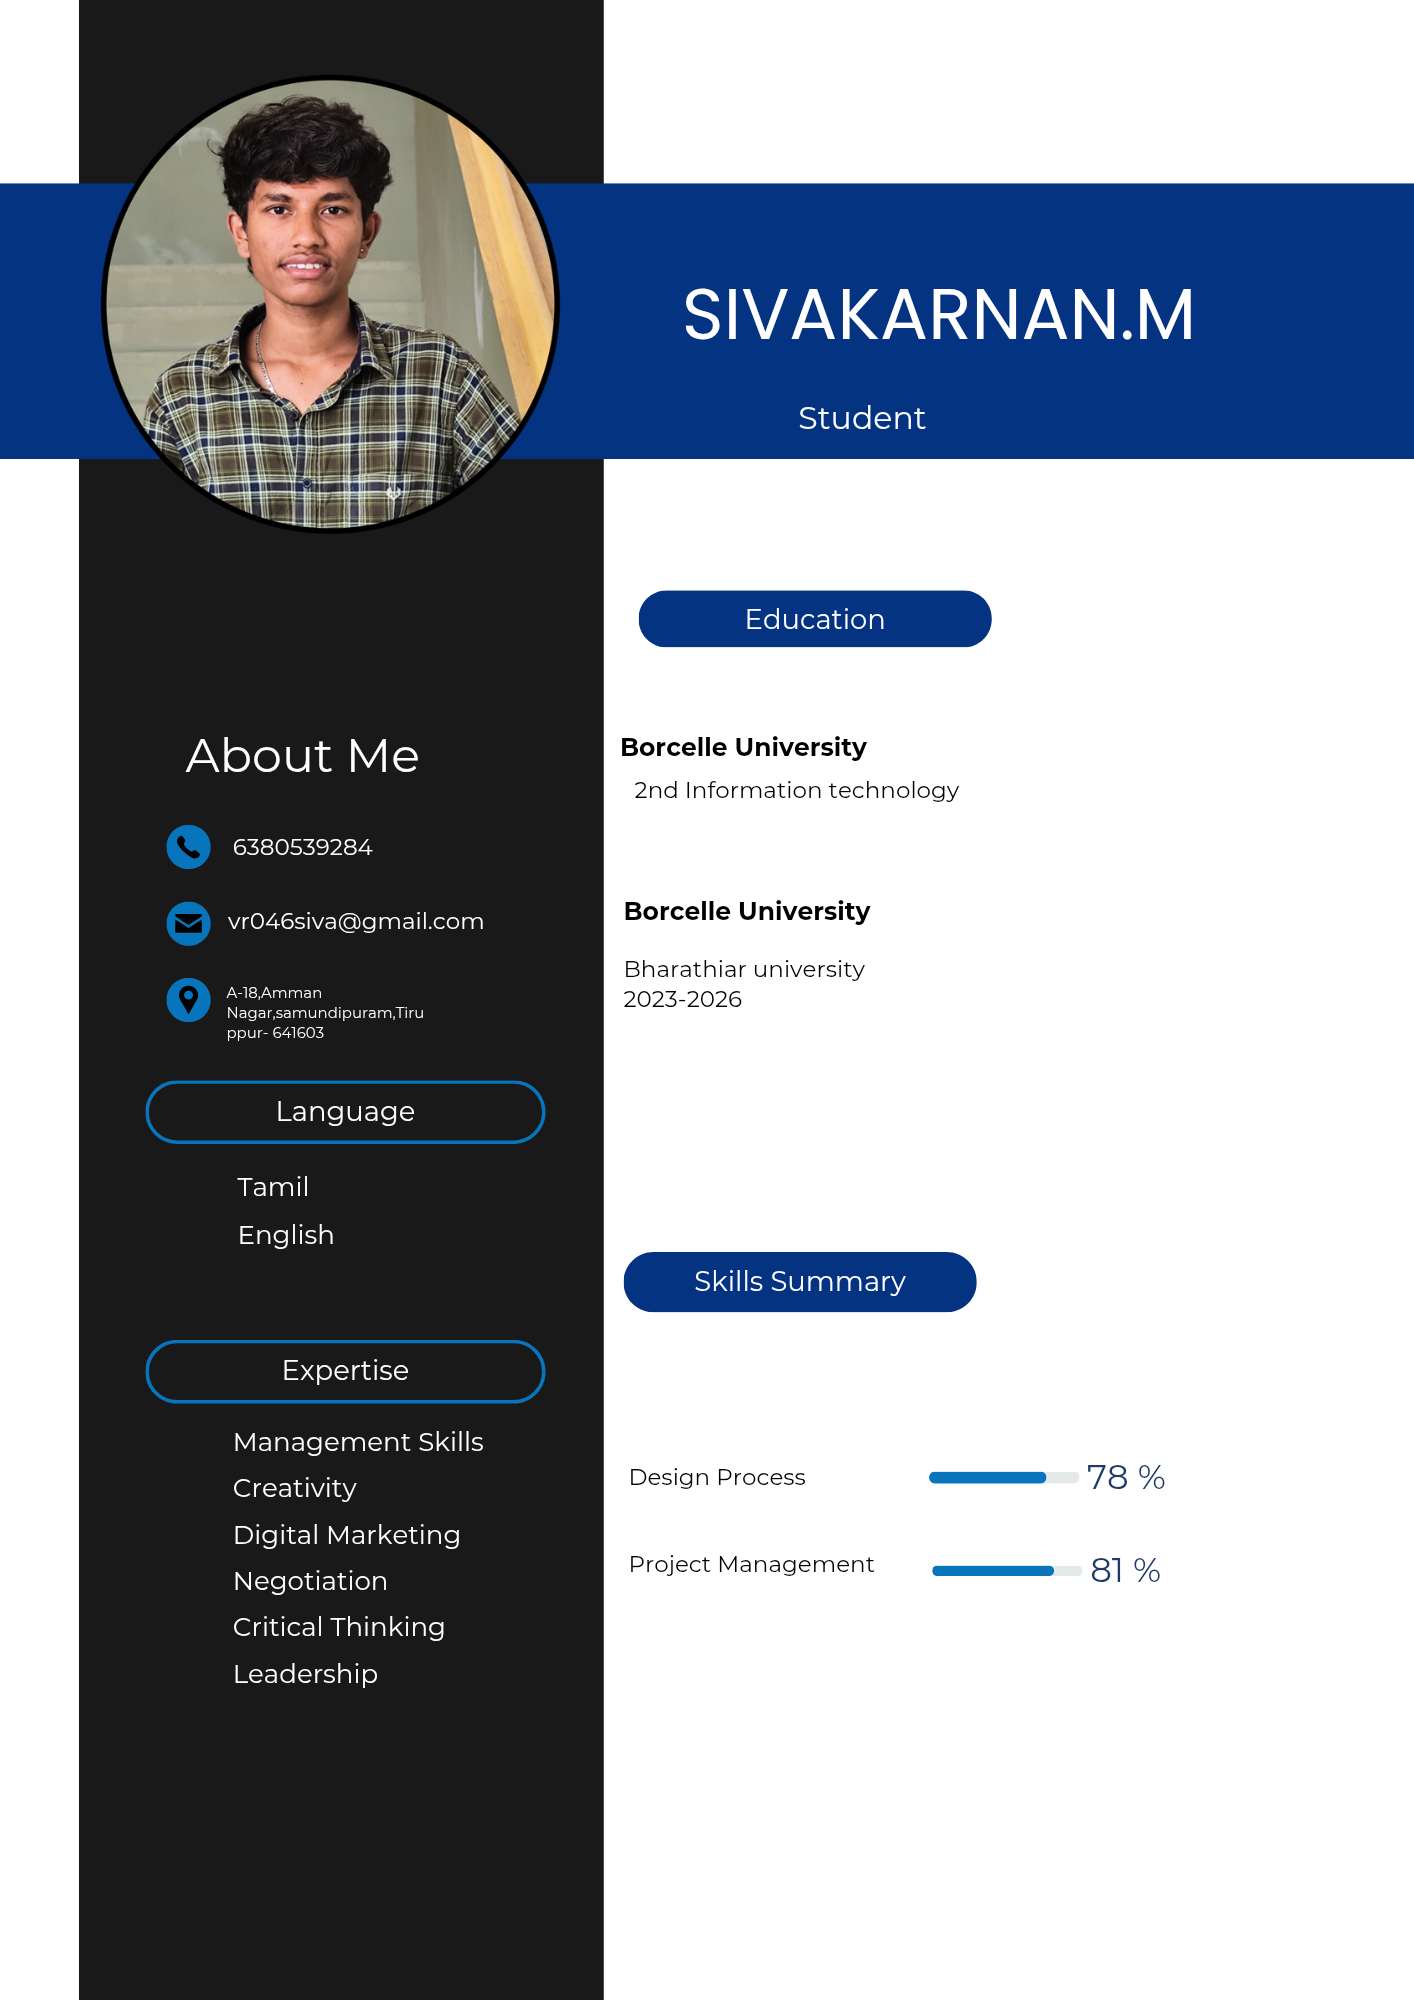 SIVAKARNAN.M
Student
About Me
6380539284
vr046siva@gmail.com
A-18,Amman
Nagar,samundipuram,Tiru
ppur- 641603
Language
Tamil
English
Expertise
Management Skills
Creativity
Digital Marketing
Negotiation
Critical Thinking
Leadership
Education
Borcelle University
2nd Information technology
Borcelle University
Bharathiar university
2023-2026
Skills Summary
Design Process 78 %
Project Management 81 %